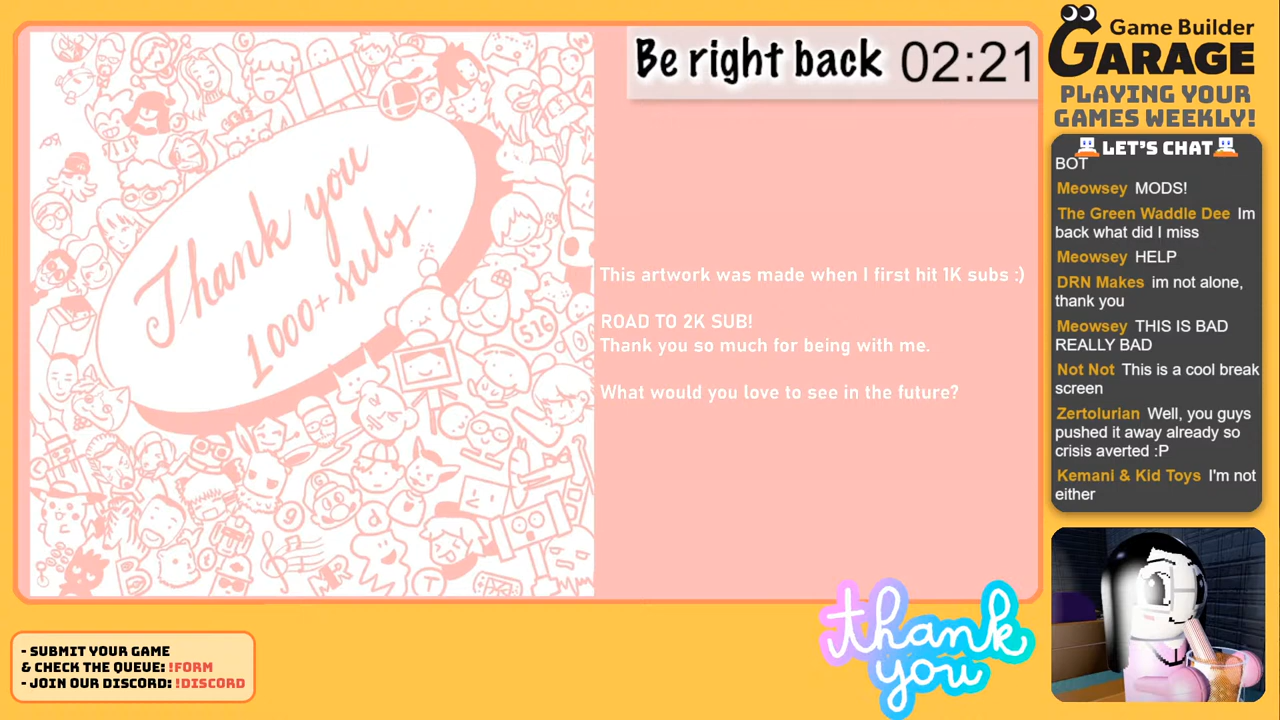 Thank you
1000+ subs.
516
Be right back 02:21
This artwork was made when I first hit 1K subs :)
ROAD TO 2K SUB!
Thank you so much for being with me.
What would you love to see in the future?
Game Builder
GARAGE
PLAYING YOUR
GAMES WEEKLY!
LET'S CHAT
BOT
Meowsey MODS!
The Green Waddle Dee Im
back what did I miss
Meowsey HELP
DRN Makes im not alone,
thank you
Meowsey THIS IS BAD
REALLY BAD
Not Not This is a cool break
screen
Zertolurian Well, you guys
pushed it away already so
crisis averted :P
Kemani & Kid Toys I'm not
either
- SUBMIT YOUR GAME
& CHECK THE QUEUE: !FORM
- JOIN OUR DISCORD: !DISCORD
thank
you